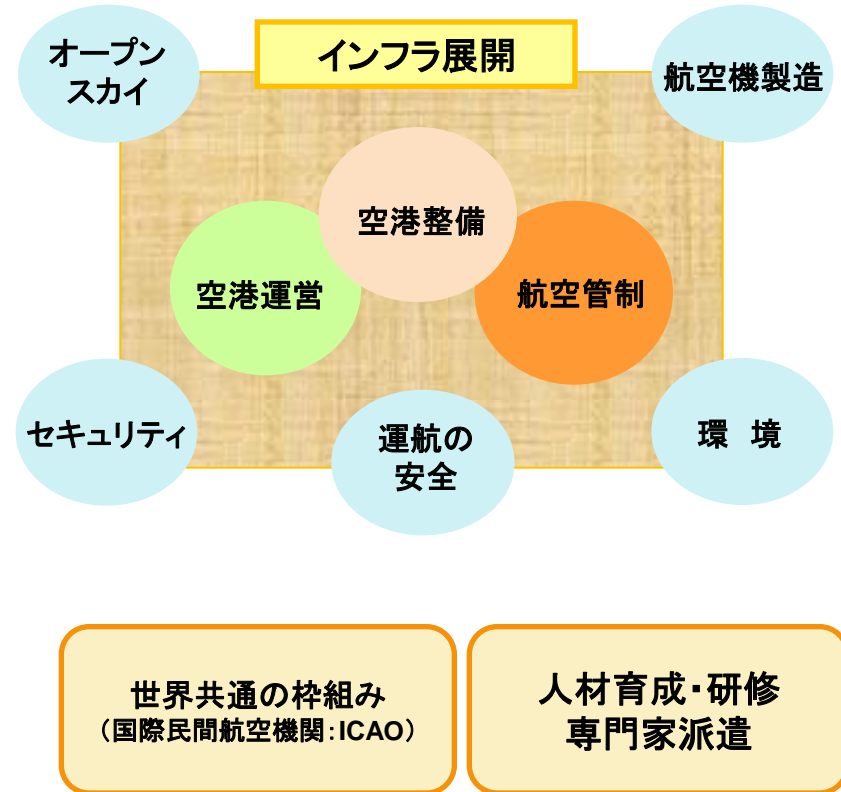 オープン
スカイ
インフラ展開
航空機製造
空港整備
空港運営
航空管制
セキュリティ
運航の
安全
環　境
世界共通の枠組み
（国際民間航空機関：ICAO）
人材育成・研修
専門家派遣